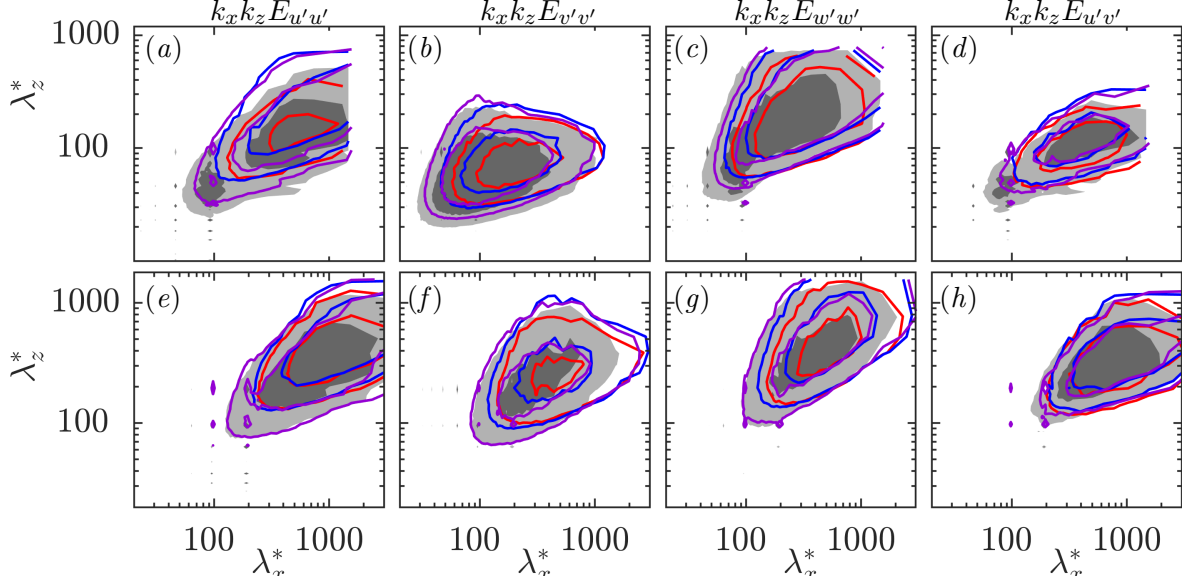 k_x k_z E_{u'u'} k_x k_z E_{v'v'} k_x k_z E_{w'w'} k_x k_z E_{u'v'}
1000 (a) (b) (c) (d)
λ_z^*
100
1000 (e) (f) (g) (h)
λ_z^*
100
100 1000 100 1000 100 1000 100 1000
λ_x^* λ_x^* λ_x^* λ_x^*